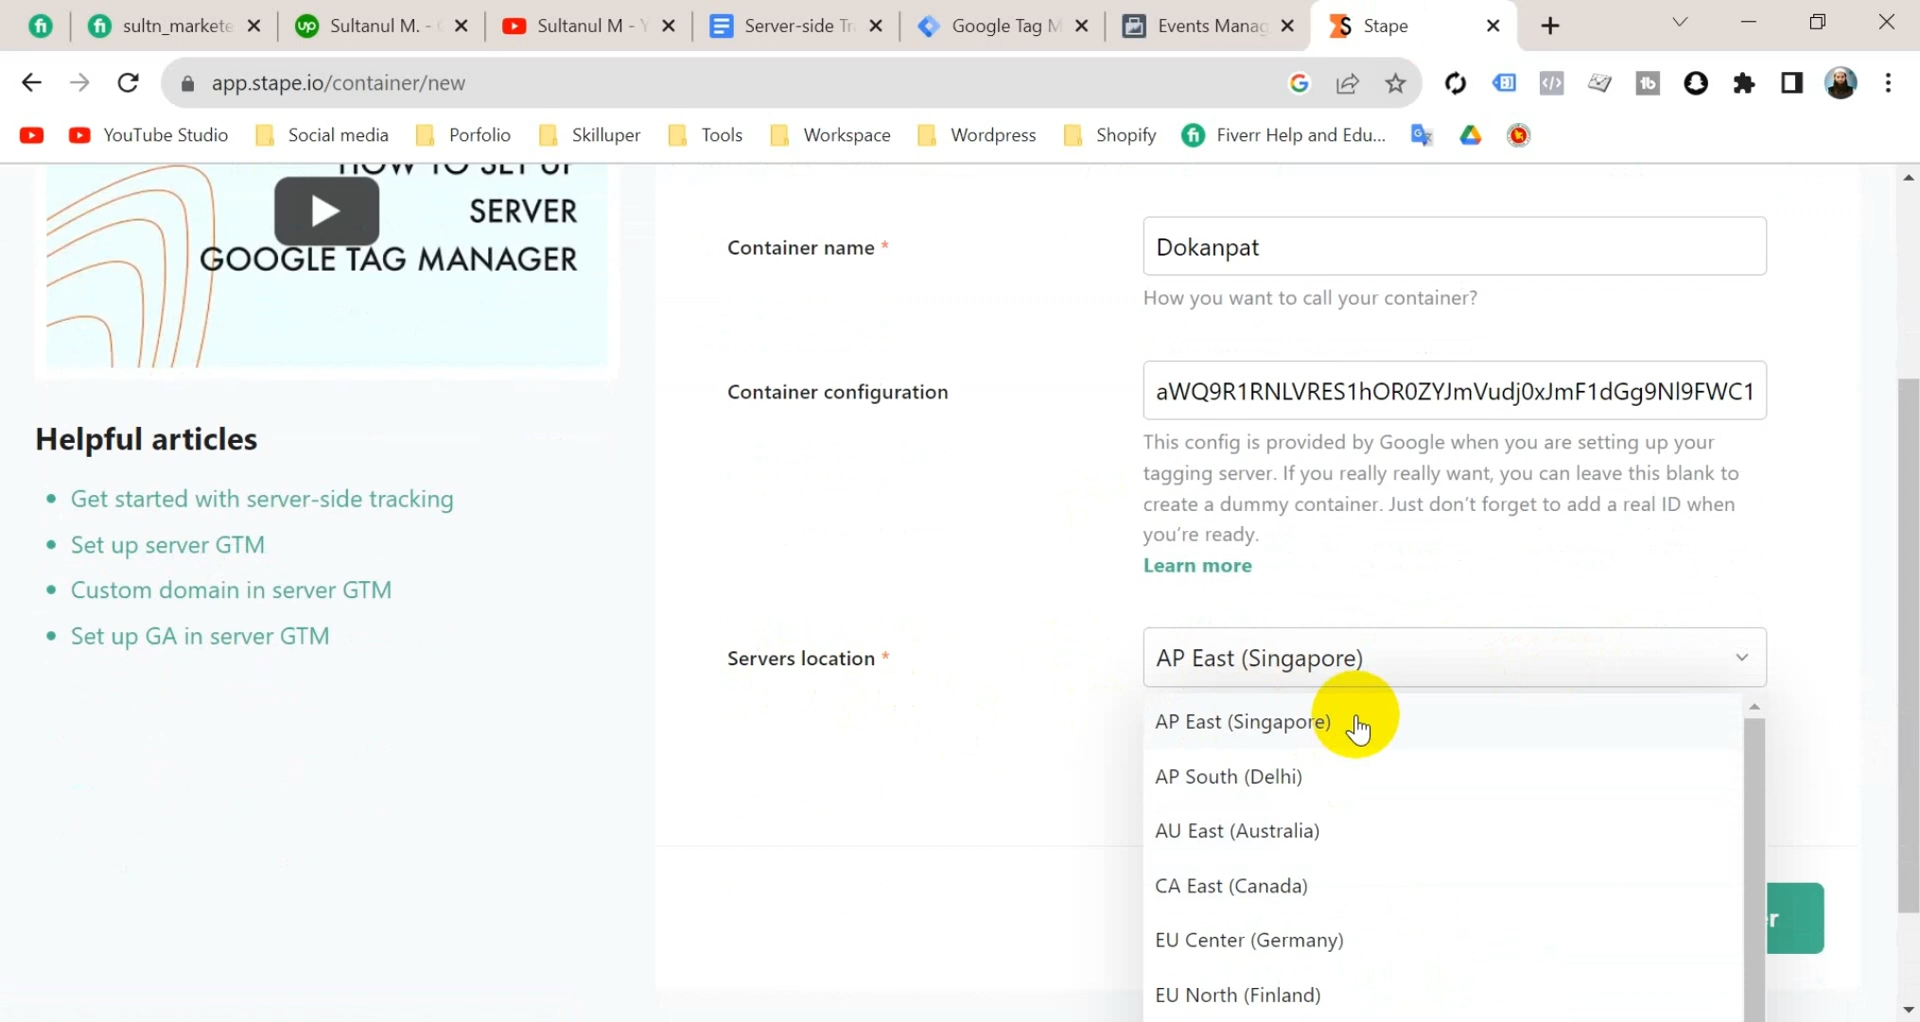 sultn_markete
Sultanul M. -
Sultanul M - Y
Server-side Tr
Google Tag M
Events Manag
Stape
app.stape.io/container/new
YouTube Studio
Social media
Porfolio
Skilluper
Tools
Workspace
Wordpress
Shopify
Fiverr Help and Edu...
HOW TO SET UP
SERVER
GOOGLE TAG MANAGER
Helpful articles
Get started with server-side tracking
Set up server GTM
Custom domain in server GTM
Set up GA in server GTM
Container name *
Dokanpat
How you want to call your container?
Container configuration
aWQ9R1RNLVRES1hOR0ZYJmVudj0xJmF1dGg9Nl9FWC1
This config is provided by Google when you are setting up your
tagging server. If you really really want, you can leave this blank to
create a dummy container. Just don't forget to add a real ID when
you're ready.
Learn more
Servers location *
AP East (Singapore)
AP East (Singapore)
AP South (Delhi)
AU East (Australia)
CA East (Canada)
EU Center (Germany)
EU North (Finland)